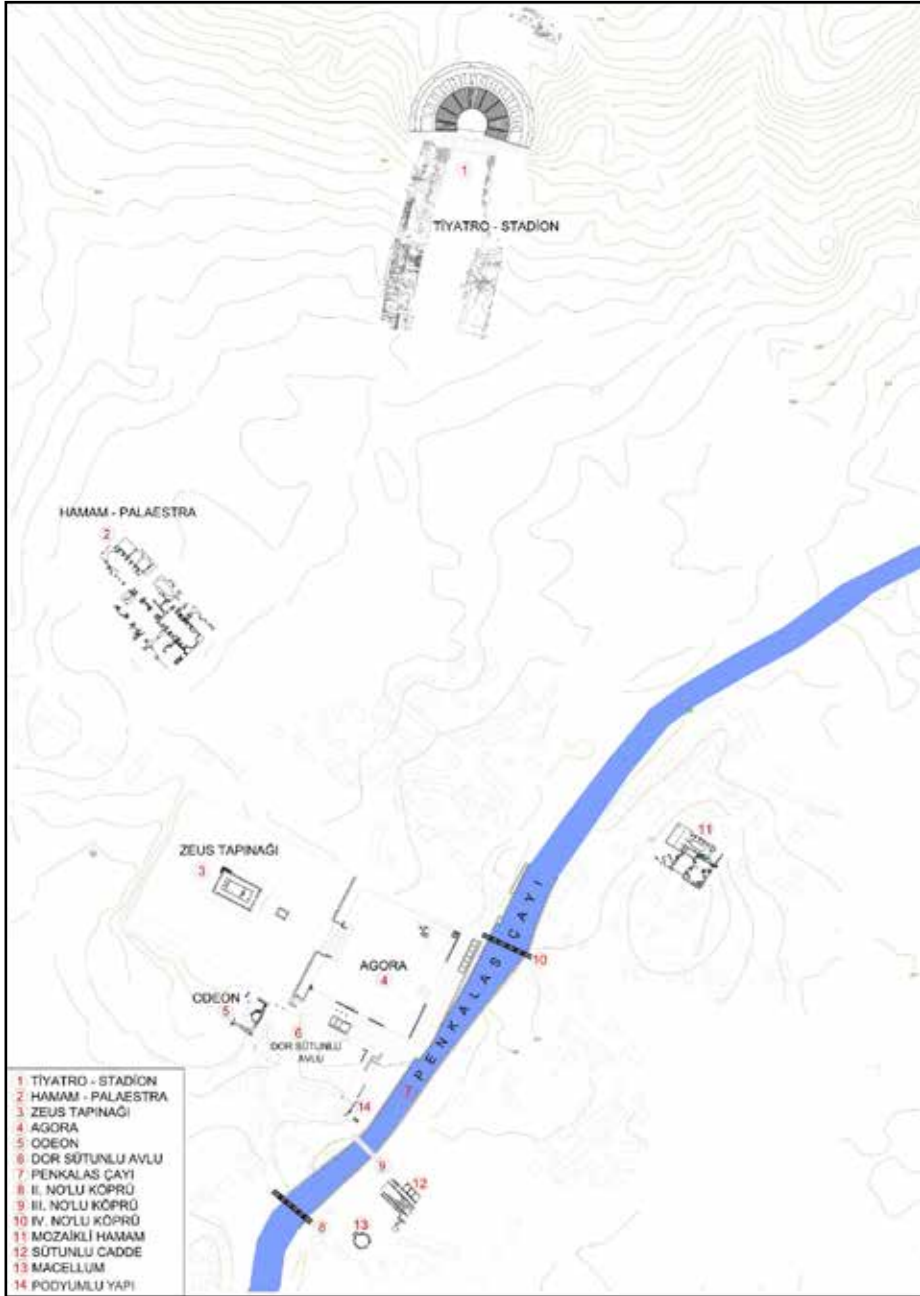 1
TİYATRO - STADİON
HAMAM - PALAESTRA
2
11
ZEUS TAPINAĞI
3
PENKALAS ÇAYI
10
AGORA
4
ODEON
5
6
DOR SÜTUNLU
AVLU
7
14
9
12
13
8
1 TİYATRO - STADİON
2 HAMAM - PALAESTRA
3 ZEUS TAPINAĞI
4 AGORA
5 ODEON
6 DOR SÜTUNLU AVLU
7 PENKALAS ÇAYI
8 II. NO'LU KÖPRÜ
9 III. NO'LU KÖPRÜ
10 IV. NO'LU KÖPRÜ
11 MOZAİKLİ HAMAM
12 SÜTUNLU CADDE
13 MACELLUM
14 PODYUMLU YAPI